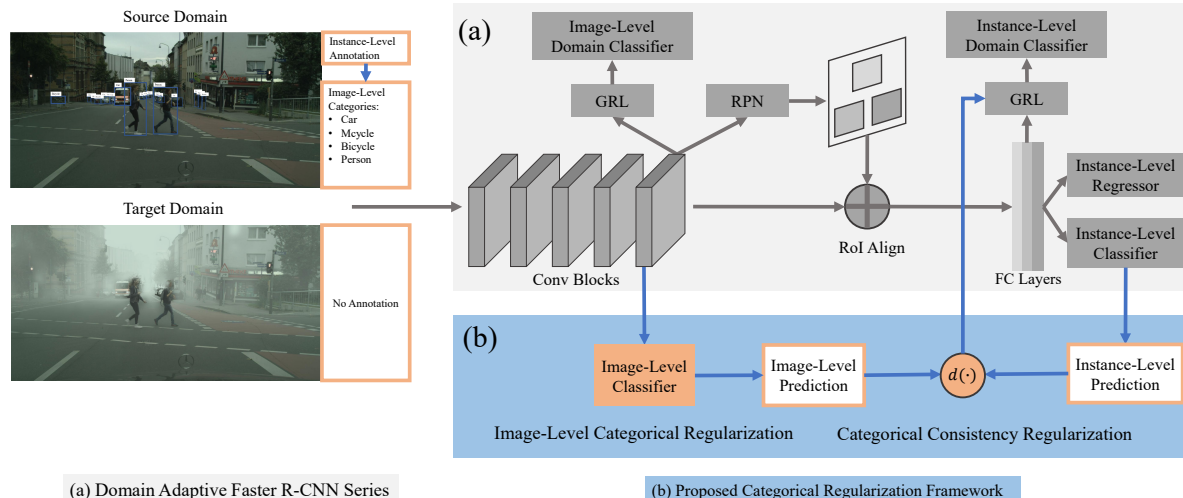 Source Domain
Instance-Level
Annotation
Image-Level
Categories:
• Car
• Mcycle
• Bicycle
• Person
Target Domain
No Annotation
(a)
Image-Level
Domain Classifier
GRL
RPN
Instance-Level
Domain Classifier
GRL
Instance-Level
Regressor
Instance-Level
Classifier
RoI Align
Conv Blocks
FC Layers
(b)
Image-Level
Classifier
Image-Level
Prediction
d(·)
Instance-Level
Prediction
Image-Level Categorical Regularization
Categorical Consistency Regularization
(a) Domain Adaptive Faster R-CNN Series
(b) Proposed Categorical Regularization Framework